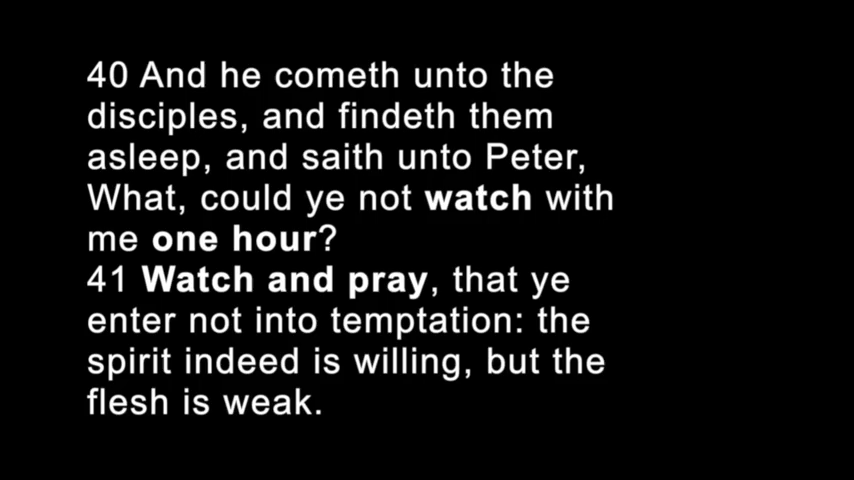 40 And he cometh unto the
disciples, and findeth them
asleep, and saith unto Peter,
What, could ye not watch with
me one hour?
41 Watch and pray, that ye
enter not into temptation: the
spirit indeed is willing, but the
flesh is weak.